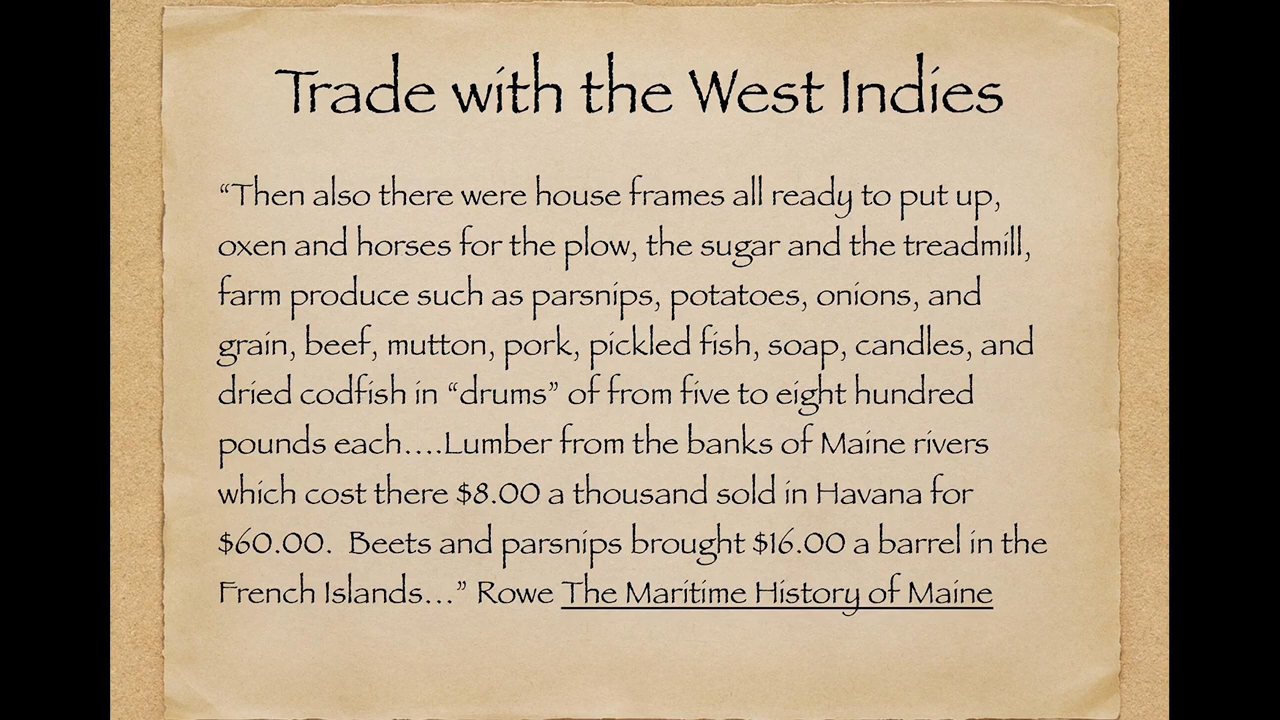 Trade with the West Indies
“Then also there were house frames all ready to put up,
oxen and horses for the plow, the sugar and the treadmill,
farm produce such as parsnips, potatoes, onions, and
grain, beef, mutton, pork, pickled fish, soap, candles, and
dried codfish in “drums” of from five to eight hundred
pounds each....Lumber from the banks of Maine rivers
which cost there $8.00 a thousand sold in Havana for
$60.00.  Beets and parsnips brought $16.00 a barrel in the
French Islands...” Rowe The Maritime History of Maine